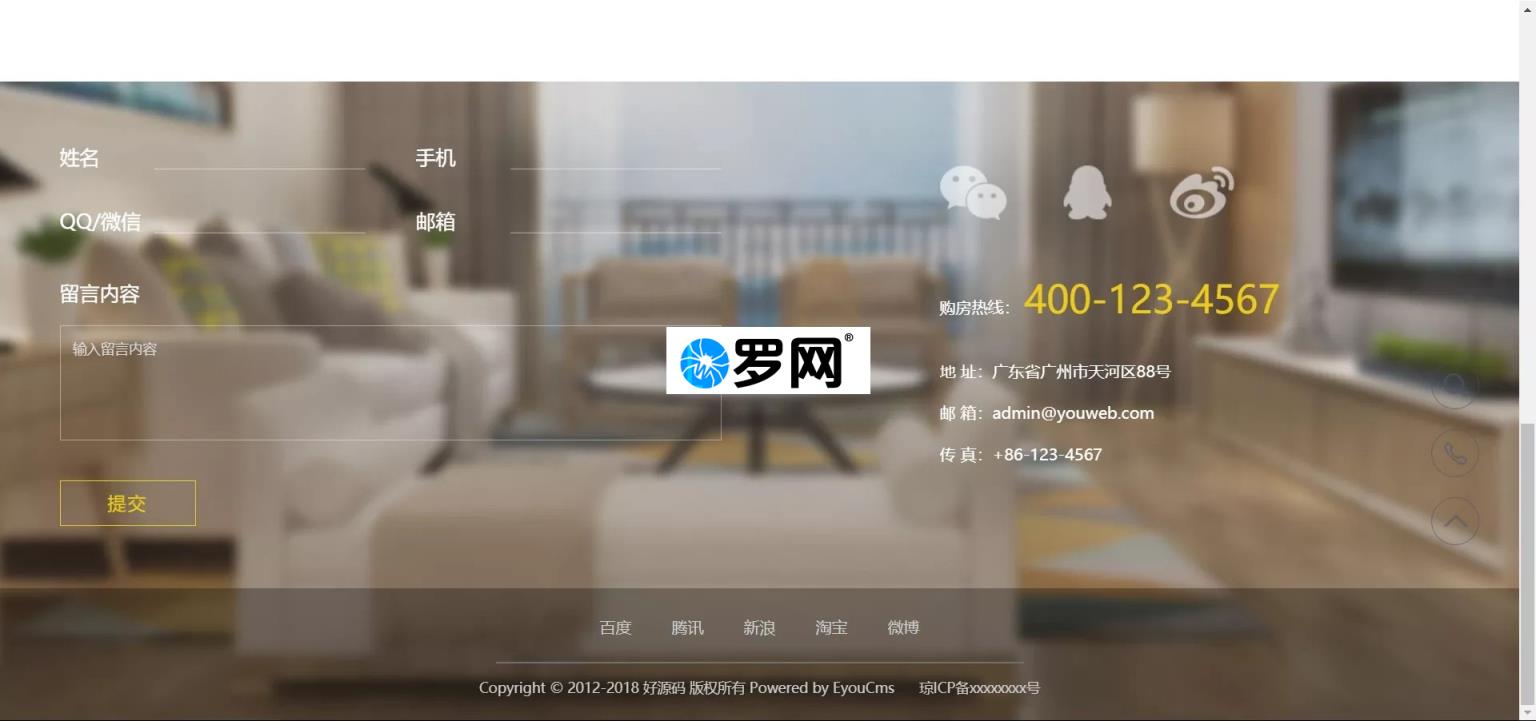 姓名
手机
QQ/微信
邮箱
留言内容
输入留言内容
提交
购房热线：400-123-4567
地 址：广东省广州市天河区88号
邮 箱：admin@youweb.com
传 真：+86-123-4567
罗网®
百度 腾讯 新浪 淘宝 微博
Copyright © 2012-2018 好源码 版权所有 Powered by EyouCms 琼ICP备xxxxxxxx号